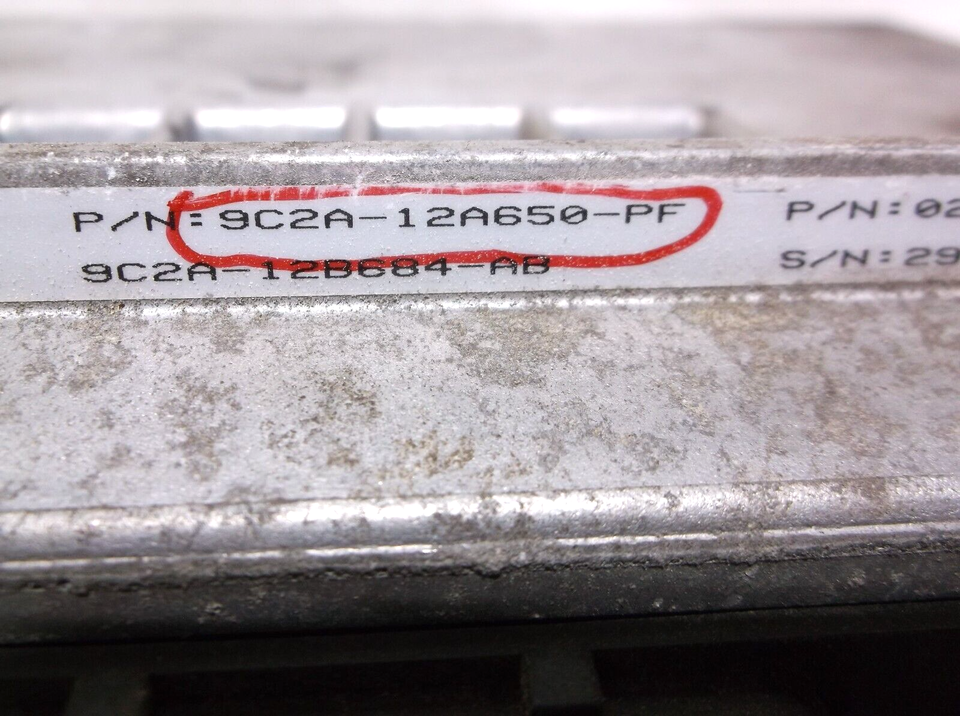 P/N:9C2A-12A650-PF
9C2A-12B684-AB
P/N:02
S/N:29